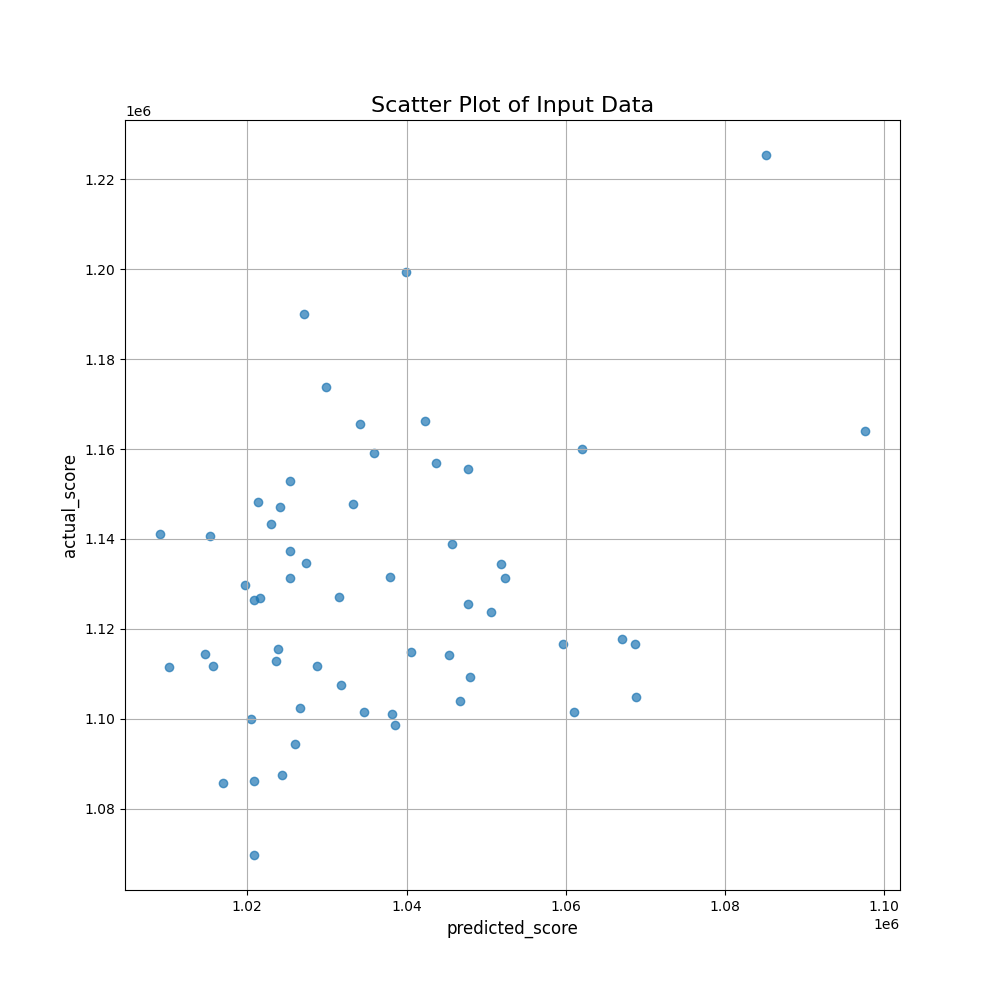 Scatter Plot of Input Data
1e6
1.22
1.20
1.18
1.16
1.14
1.12
1.10
1.08
actual_score
1.02 1.04 1.06 1.08 1.10
1e6
predicted_score